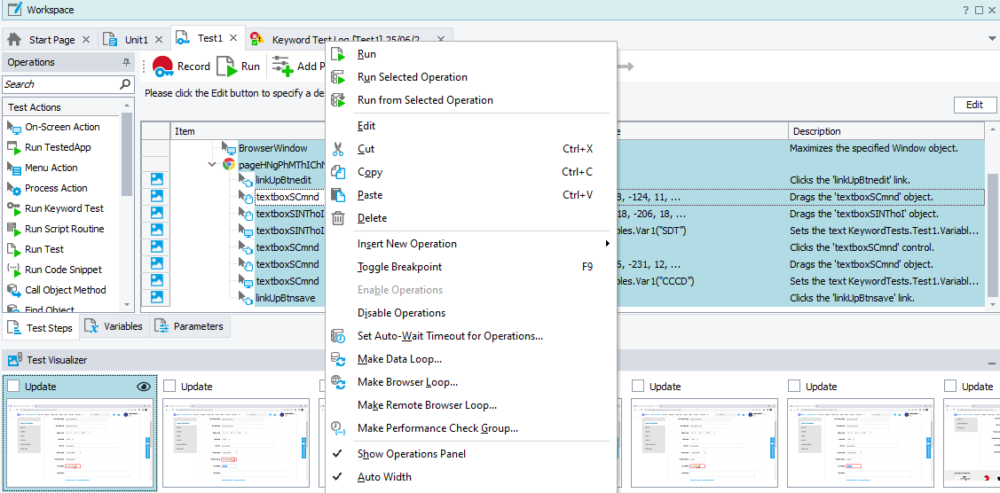 Workspace
Start Page
Unit1
Test1
Keyword Test Log [Test1] 25/06/2...
Operations
Record
Run
Add P
Search
Please click the Edit button to specify a de
Edit
Test Actions
On-Screen Action
Run TestedApp
Menu Action
Process Action
Run Keyword Test
Run Script Routine
Run Test
Run Code Snippet
Call Object Method
Find Object
Item
Description
BrowserWindow
Maximizes the specified Window object.
pageHNgPhMThIChN
linkUpBtnedit
Clicks the 'linkUpBtnedit' link.
textboxSCmnd
8, -124, 11, ...
Drags the 'textboxSCmnd' object.
textboxSINThoI
18, -206, 18, ...
Drags the 'textboxSINThoI' object.
textboxSINThoI
bles.Var1("SDT")
Sets the text KeywordTests.Test1.Variabl...
textboxSCmnd
Clicks the 'textboxSCmnd' control.
textboxSCmnd
6, -231, 12, ...
Drags the 'textboxSCmnd' object.
textboxSCmnd
bles.Var1("CCCD")
Sets the text KeywordTests.Test1.Variabl...
linkUpBtnsave
Clicks the 'linkUpBtnsave' link.
Run
Run Selected Operation
Run from Selected Operation
Edit
Cut Ctrl+X
Copy Ctrl+C
Paste Ctrl+V
Delete
Insert New Operation
Toggle Breakpoint F9
Enable Operations
Disable Operations
Set Auto-Wait Timeout for Operations...
Make Data Loop...
Make Browser Loop...
Make Remote Browser Loop...
Make Performance Check Group...
Show Operations Panel
Auto Width
Test Steps
Variables
Parameters
Test Visualizer
Update
Update
Update
Update
Update